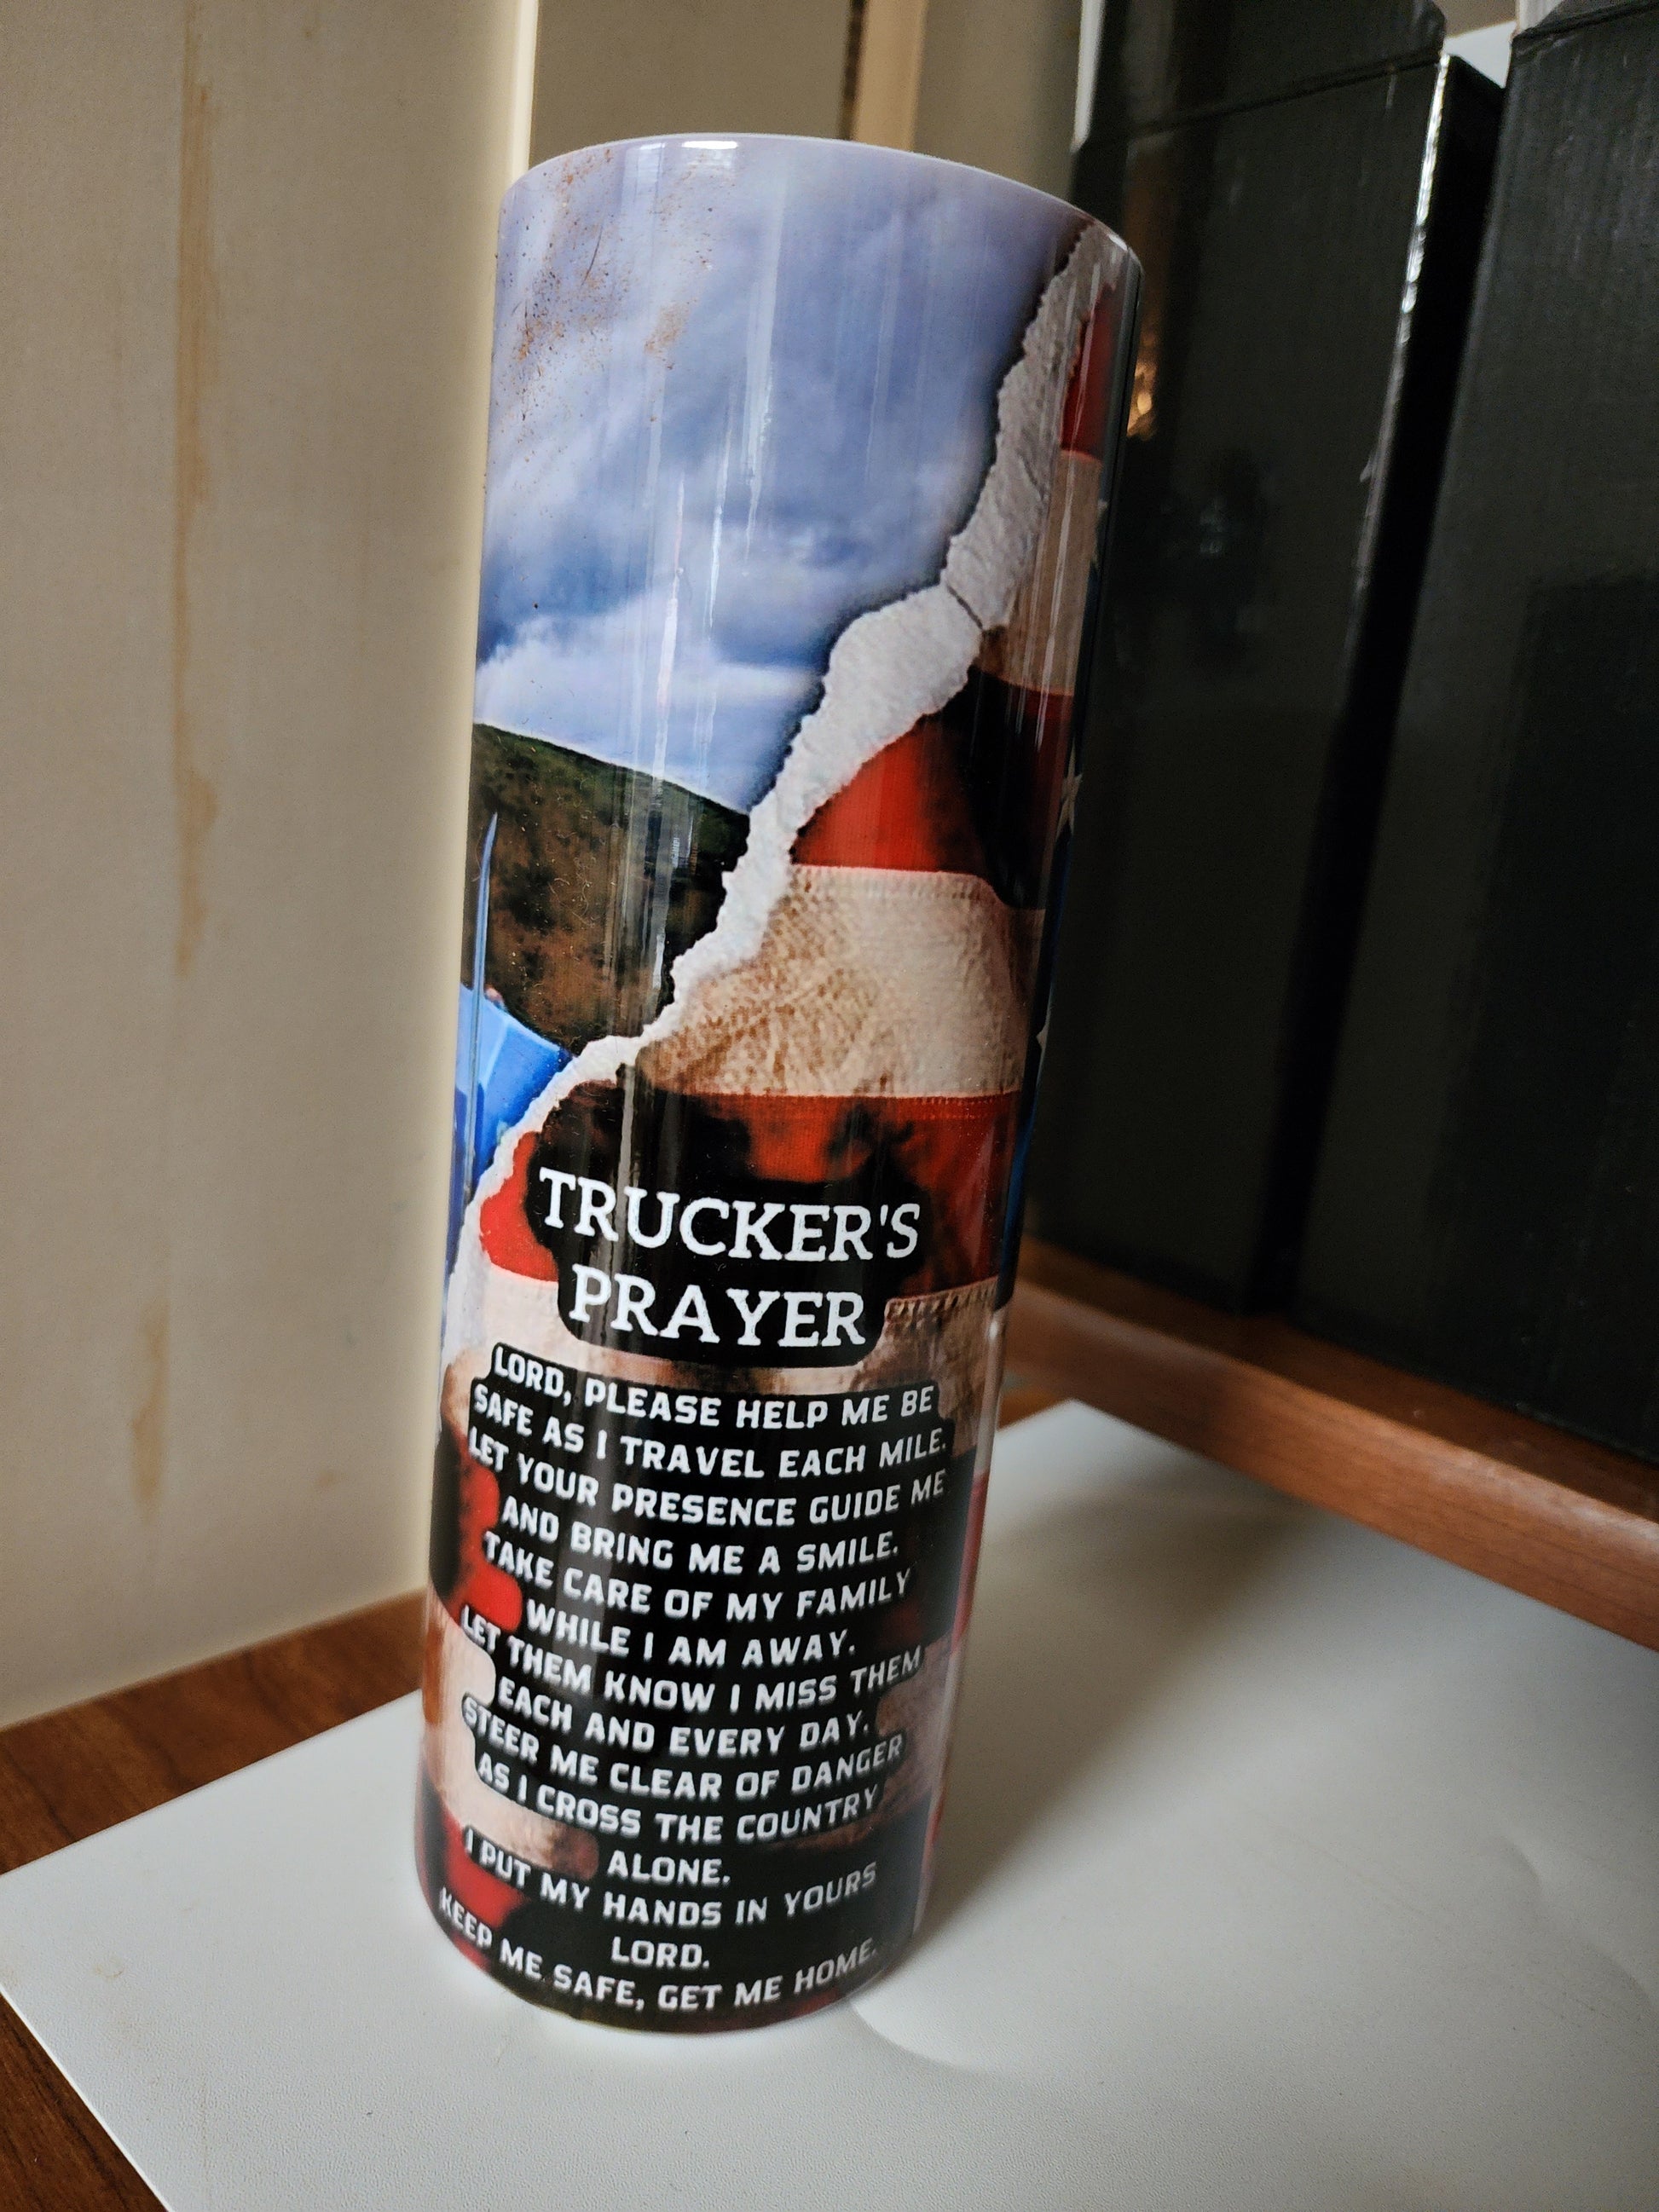 TRUCKER'S
PRAYER
LORD, PLEASE HELP ME BE
SAFE AS I TRAVEL EACH MILE.
LET YOUR PRESENCE GUIDE ME
AND BRING ME A SMILE.
TAKE CARE OF MY FAMILY
WHILE I AM AWAY.
LET THEM KNOW I MISS THEM
EACH AND EVERY DAY.
STEER ME CLEAR OF DANGER
AS I CROSS THE COUNTRY
ALONE.
I PUT MY HANDS IN YOURS
LORD.
KEEP ME SAFE, GET ME HOME.